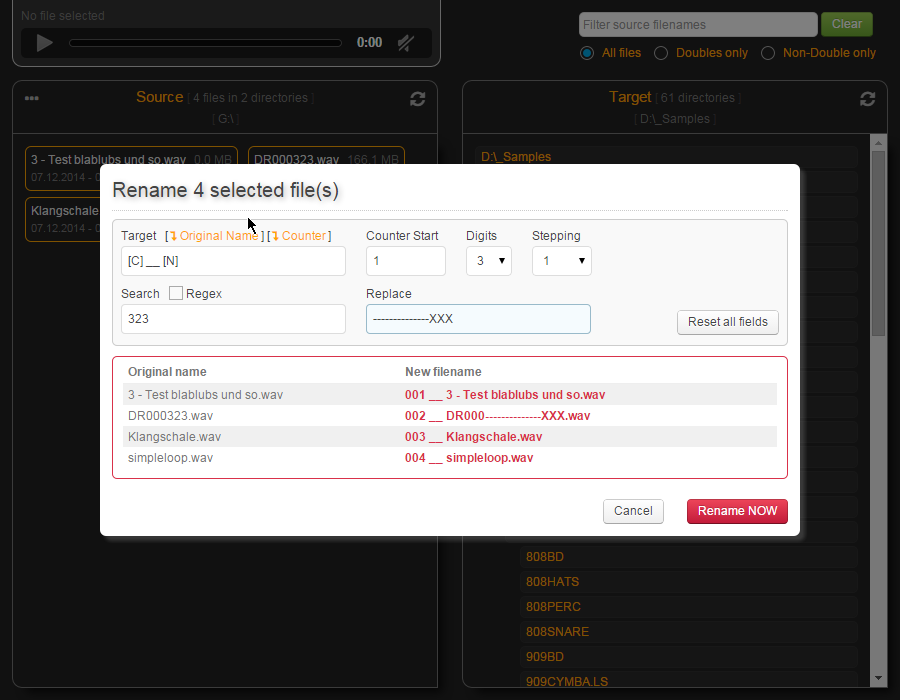 No file selected
0:00
Filter source filenames
Clear
All files
Doubles only
Non-Double only
Source [ 4 files in 2 directories ]
[ G:\ ]
Target [ 61 directories ]
[ D:\_Samples ]
3 - Test blablubs und so.wav 0.0 MB
07.12.2014 - 0
DR000323.wav 166.1 MB
Klangschale
07.12.2014 - 0
D:\_Samples
Rename 4 selected file(s)
Target [Original Name] [Counter]
Counter Start
Digits
Stepping
[C] __ [N]
1
3
1
Search
Regex
Replace
323
--------------XXX
Reset all fields
Original name New filename
3 - Test blablubs und so.wav 001 __ 3 - Test blablubs und so.wav
DR000323.wav 002 __ DR000--------------XXX.wav
Klangschale.wav 003 __ Klangschale.wav
simpleloop.wav 004 __ simpleloop.wav
Cancel
Rename NOW
808BD
808HATS
808PERC
808SNARE
909BD
909CYMBA.LS